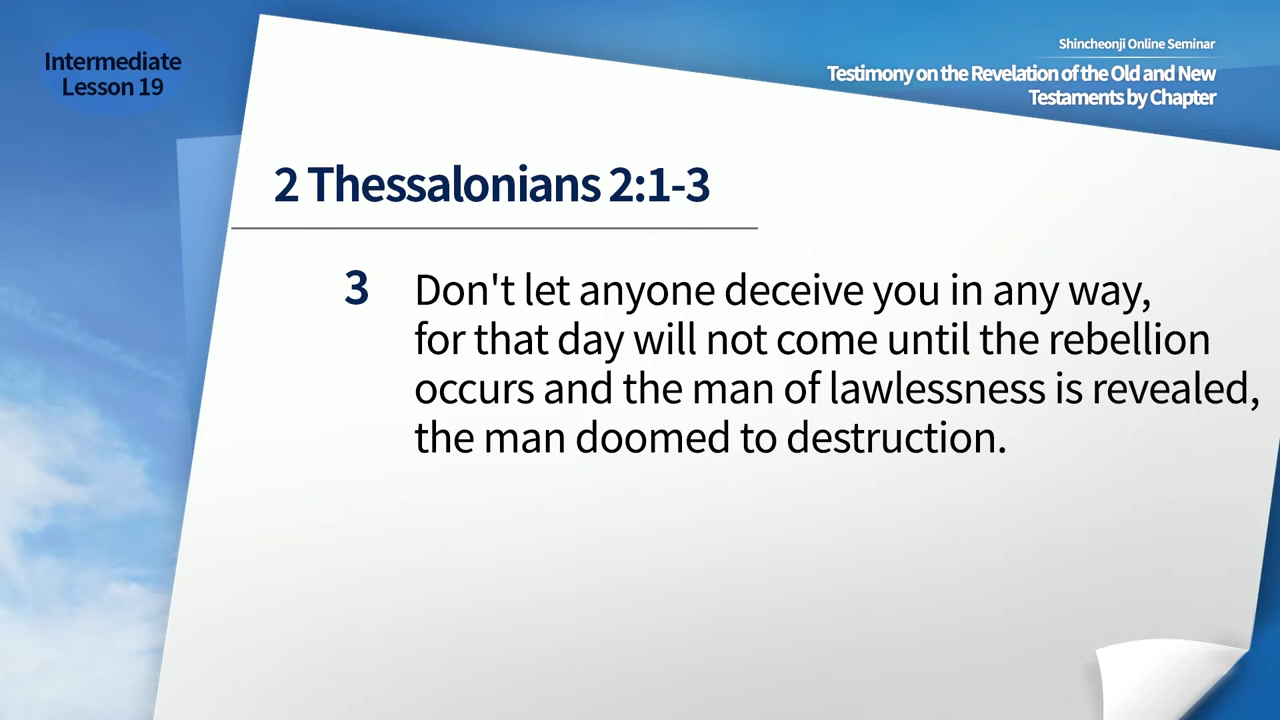 Intermediate
Lesson 19
Shincheonji Online Seminar
Testimony on the Revelation of the Old and New
Testaments by Chapter
2 Thessalonians 2:1-3
3 Don't let anyone deceive you in any way,
for that day will not come until the rebellion
occurs and the man of lawlessness is revealed,
the man doomed to destruction.